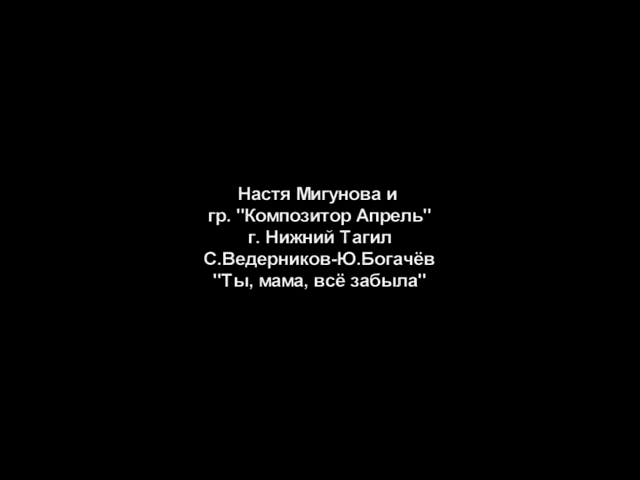 Настя Мигунова и
гр. "Композитор Апрель"
г. Нижний Тагил
С.Ведерников-Ю.Богачёв
"Ты, мама, всё забыла"